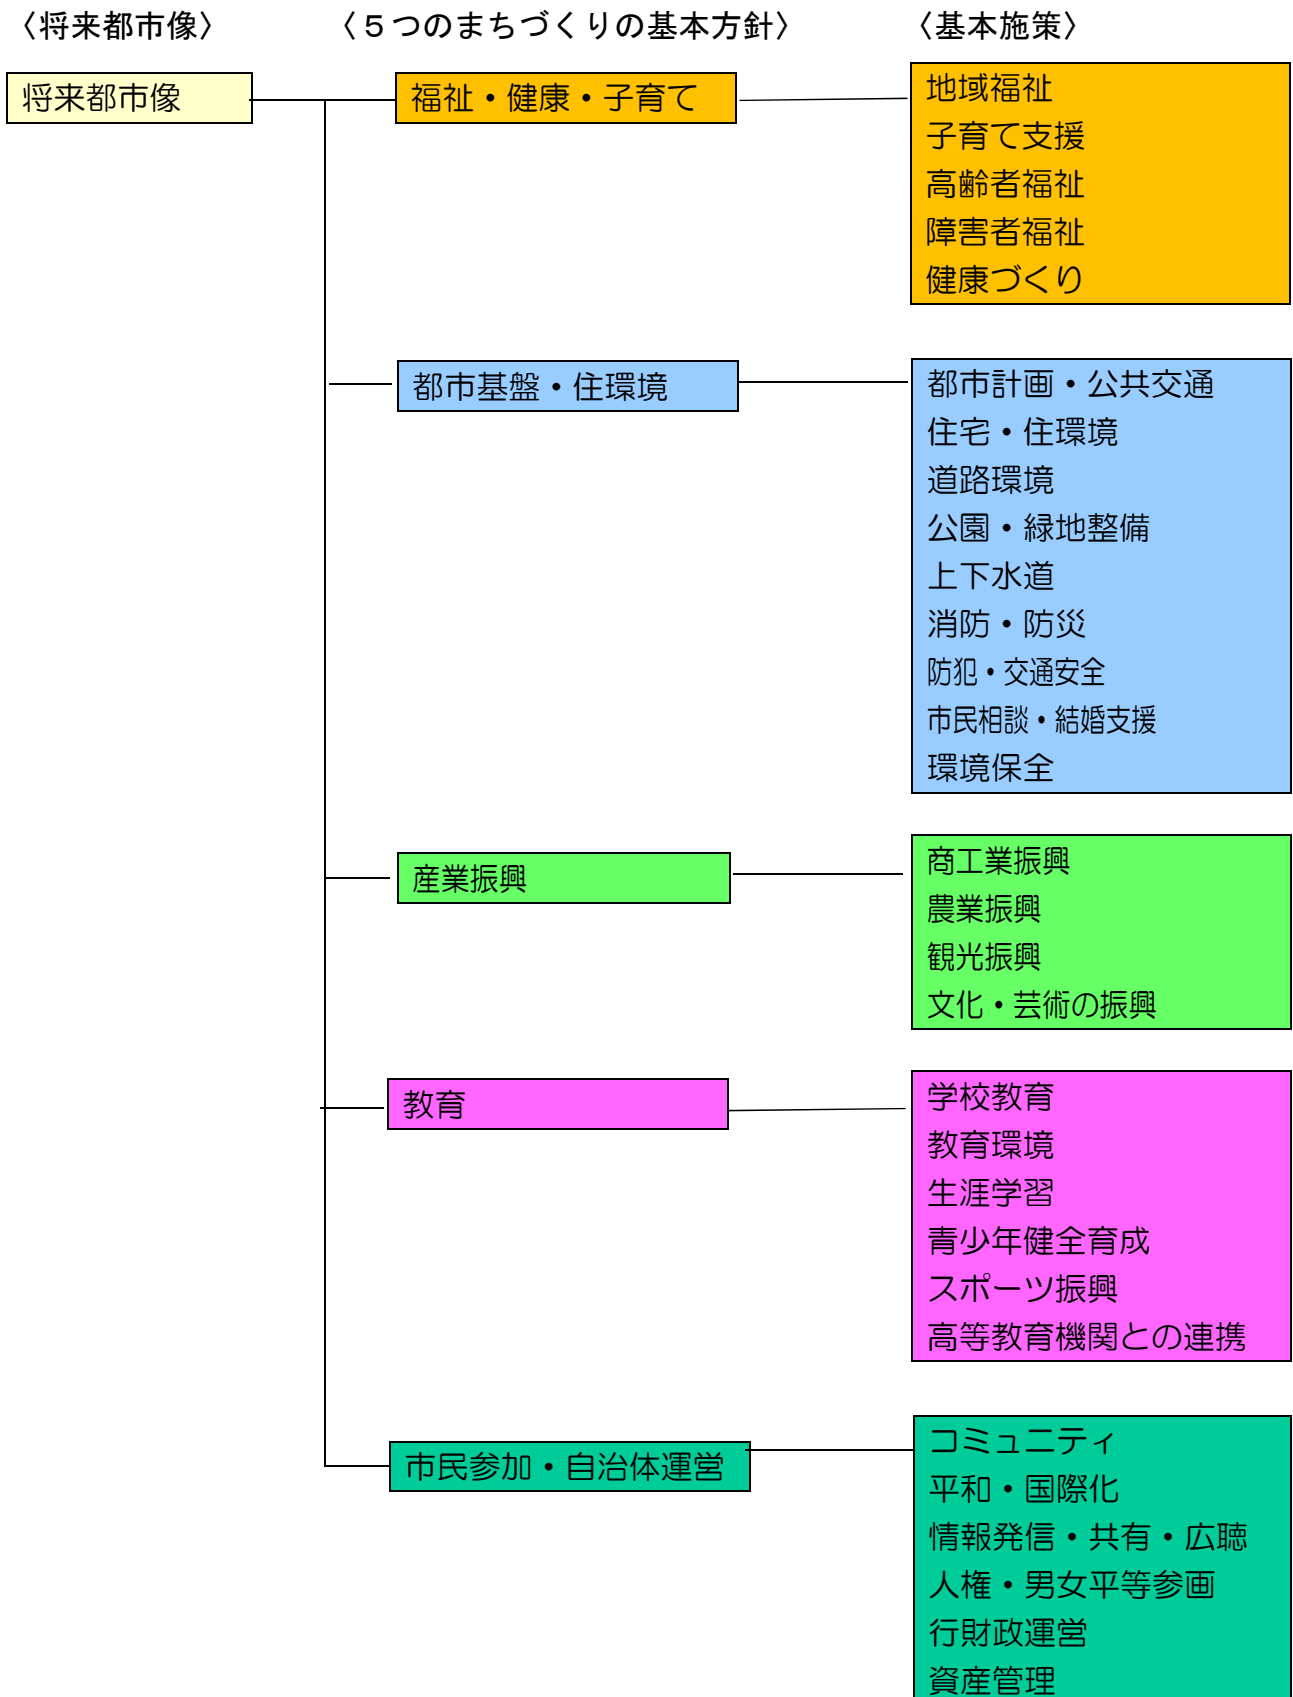 〈将来都市像〉
〈５つのまちづくりの基本方針〉
〈基本施策〉
将来都市像
福祉・健康・子育て
地域福祉
子育て支援
高齢者福祉
障害者福祉
健康づくり
都市基盤・住環境
都市計画・公共交通
住宅・住環境
道路環境
公園・緑地整備
上下水道
消防・防災
防犯・交通安全
市民相談・結婚支援
環境保全
産業振興
商工業振興
農業振興
観光振興
文化・芸術の振興
教育
学校教育
教育環境
生涯学習
青少年健全育成
スポーツ振興
高等教育機関との連携
市民参加・自治体運営
コミュニティ
平和・国際化
情報発信・共有・広聴
人権・男女平等参画
行財政運営
資産管理